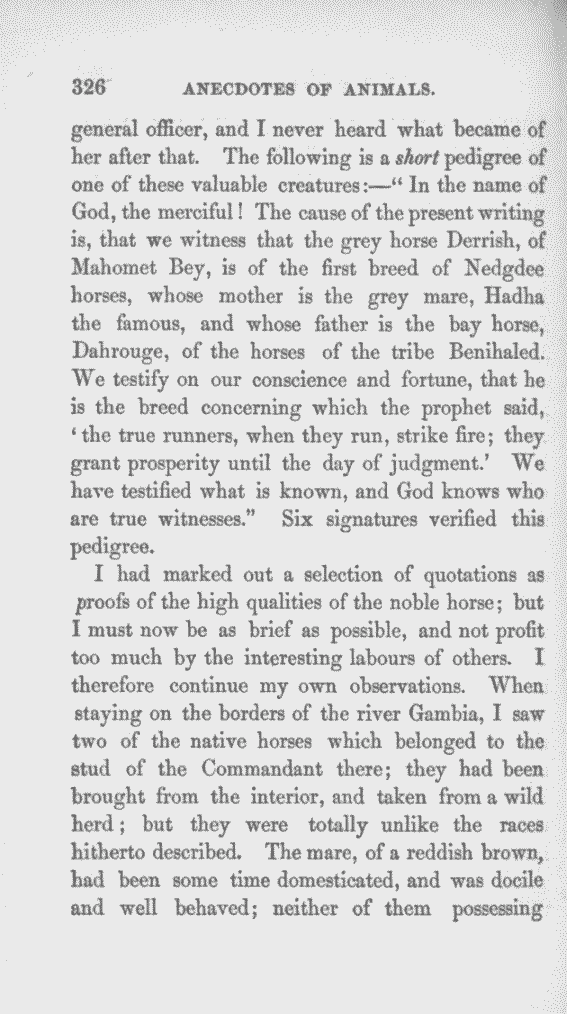 326 ANECDOTES OF ANIMALS.
general officer, and I never heard what became of
her after that. The following is a short pedigree of
one of these valuable creatures:—“ In the name of
God, the merciful! The cause of the present writing
is, that we witness that the grey horse Derrish, of
Mahomet Bey, is of the first breed of Nedgdee
horses, whose mother is the grey mare, Hadha
the famous, and whose father is the bay horse,
Dahrouge, of the horses of the tribe Benihaled.
We testify on our conscience and fortune, that he
is the breed concerning which the prophet said,
‘ the true runners, when they run, strike fire; they
grant prosperity until the day of judgment.’ We
have testified what is known, and God knows who
are true witnesses.” Six signatures verified this
pedigree.
I had marked out a selection of quotations as
proofs of the high qualities of the noble horse; but
I must now be as brief as possible, and not profit
too much by the interesting labours of others. I
therefore continue my own observations. When
staying on the borders of the river Gambia, I saw
two of the native horses which belonged to the
stud of the Commandant there; they had been
brought from the interior, and taken from a wild
herd; but they were totally unlike the races
hitherto described. The mare, of a reddish brown,
had been some time domesticated, and was docile
and well behaved; neither of them possessing